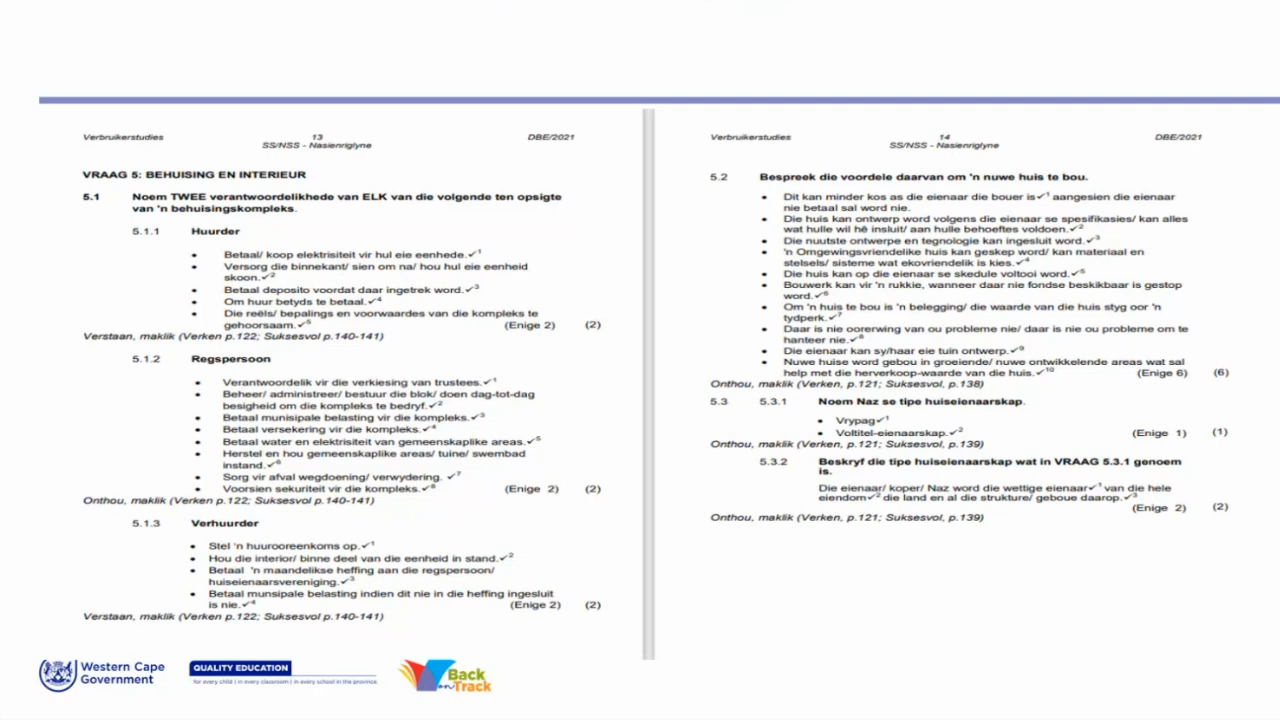 Verbruikerstudies 13 DBE/2021
SS/NSS - Nasienriglyne
VRAAG 5: BEHUISING EN INTERIEUR
5.1 Noem TWEE verantwoordelikhede van ELK van die volgende ten opsigte
van 'n behuisingskompleks.
5.1.1 Huurder
• Betaal/ koop elektrisiteit vir hul eie eenhede.✓1
• Versorg die binnekant/ sien om na/ hou hul eie eenheid
skoon.✓2
• Betaal deposito voordat daar ingetrek word.✓3
• Om huur betyds te betaal.✓4
• Die reëls/ bepalings en voorwaardes van die kompleks te
gehoorsaam.✓5 (Enige 2) (2)
Verstaan, maklik (Verken p.122; Suksesvol p.140-141)
5.1.2 Regspersoon
• Verantwoordelik vir die verkiesing van trustees.✓1
• Beheer/ administreer/ bestuur die blok/ doen dag-tot-dag
besigheid om die kompleks te bedryf.✓2
• Betaal munisipale belasting vir die kompleks.✓3
• Betaal versekering vir die kompleks.✓4
• Betaal water en elektrisiteit van gemeenskaplike areas.✓5
• Herstel en hou gemeenskaplike areas/ tuine/ swembad
instand.✓6
• Sorg vir afval wegdoening/ verwydering. ✓7
• Voorsien sekuriteit vir die kompleks.✓8 (Enige 2) (2)
Onthou, maklik (Verken p.122; Suksesvol p.140-141)
5.1.3 Verhuurder
• Stel 'n huurooreenkoms op.✓1
• Hou die interior/ binne deel van die eenheid in stand.✓2
• Betaal 'n maandelikse heffing aan die regspersoon/
huiseienaarsvereniging.✓3
• Betaal munsipale belasting indien dit nie in die heffing ingesluit
is nie.✓4 (Enige 2) (2)
Verstaan, maklik (Verken p.122; Suksesvol p.140-141)
Verbruikerstudies 14 DBE/2021
SS/NSS - Nasienriglyne
5.2 Bespreek die voordele daarvan om 'n nuwe huis te bou.
• Dit kan minder kos as die eienaar die bouer is✓1 aangesien die eienaar
nie betaal sal word nie.
• Die huis kan ontwerp word volgens die eienaar se spesifikasies/ kan alles
wat hulle wil hê insluit/ aan hulle behoeftes voldoen.✓2
• Die nuutste ontwerpe en tegnologie kan ingesluit word.✓3
• 'n Omgewingsvriendelike huis kan geskep word/ kan materiaal en
stelsels/ sisteme wat ekovriendelik is kies.✓4
• Die huis kan op die eienaar se skedule voltooi word.✓5
• Bouwerk kan vir 'n rukkie, wanneer daar nie fondse beskikbaar is gestop
word.✓6
• Om 'n huis te bou is 'n belegging/ die waarde van die huis styg oor 'n
tydperk.✓7
• Daar is nie oorerwing van ou probleme nie/ daar is nie ou probleme om te
hanteer nie.✓8
• Die eienaar kan sy/haar eie tuin ontwerp.✓9
• Nuwe huise word gebou in groeiende/ nuwe ontwikkelende areas wat sal
help met die herverkoop-waarde van die huis.✓10 (Enige 6) (6)
Onthou, maklik (Verken, p.121; Suksesvol, p.138)
5.3 5.3.1 Noem Naz se tipe huiseienaarskap.
• Vrypag✓1
• Voltitel-eienaarskap.✓2 (Enige 1) (1)
Onthou, maklik (Verken, p.121; Suksesvol, p.139)
5.3.2 Beskryf die tipe huiseienaarskap wat in VRAAG 5.3.1 genoem
is.
Die eienaar/ koper/ Naz word die wettige eienaar✓1 van die hele
eiendom✓2 die land en al die strukture/ geboue daarop.✓3
(Enige 2) (2)
Onthou, maklik (Verken, p.121; Suksesvol, p.139)
Western Cape
Government
QUALITY EDUCATION
for every child | in every classroom | in every school in the province.
Back
on Track